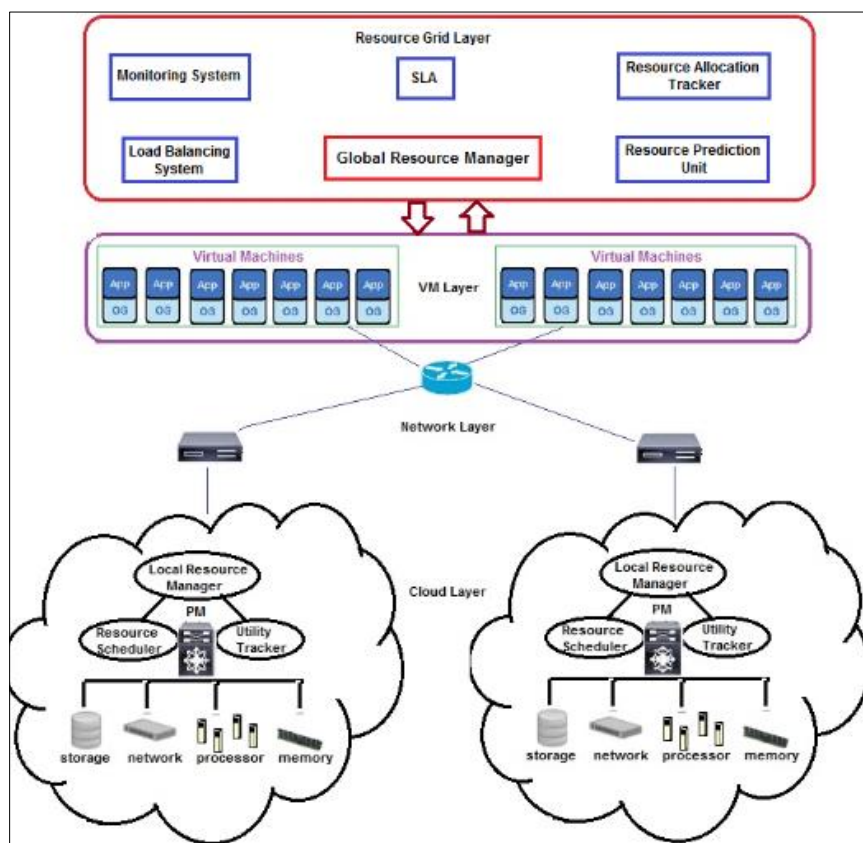 Resource Grid Layer
Monitoring System
SLA
Resource Allocation
Tracker
Load Balancing
System
Global Resource Manager
Resource Prediction
Unit
Virtual Machines
Virtual Machines
App App App App App App App
VM Layer
App App App App App App App
OS OS OS OS OS OS OS
OS OS OS OS OS OS OS
Network Layer
Local Resource
Manager
PM
Resource
Scheduler
Utility
Tracker
storage network processor memory
Cloud Layer
Local Resource
Manager
PM
Resource
Scheduler
Utility
Tracker
storage network processor memory